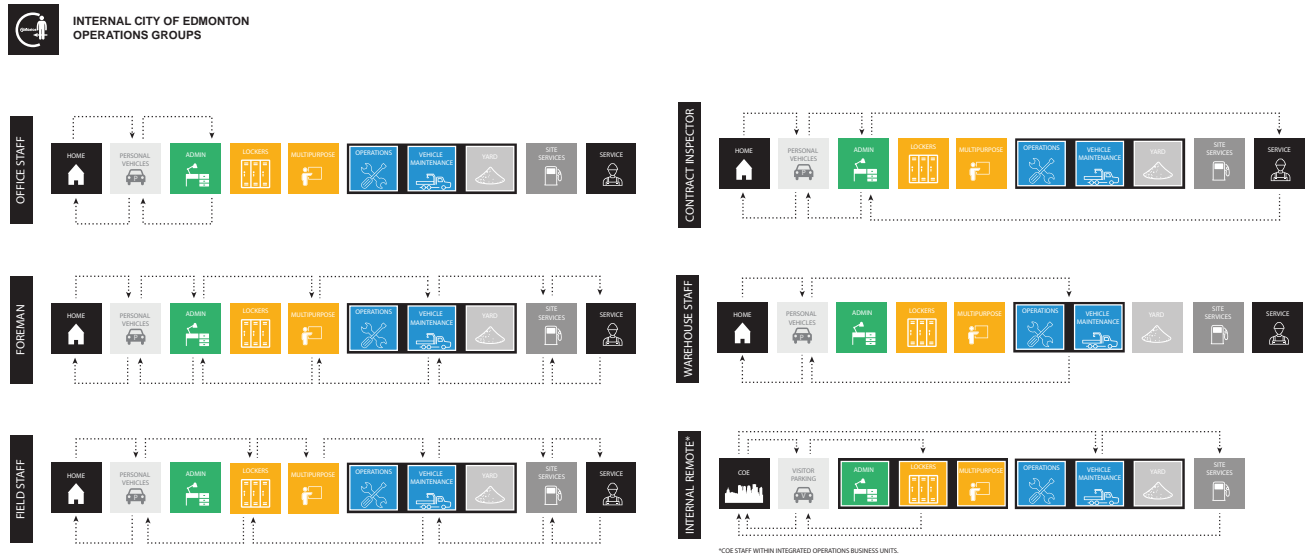 INTERNAL CITY OF EDMONTON
OPERATIONS GROUPS
OFFICE STAFF
HOME
PERSONAL
VEHICLES
ADMIN
LOCKERS
MULTIPURPOSE
OPERATIONS
VEHICLE
MAINTENANCE
YARD
SITE
SERVICES
SERVICE
FOREMAN
HOME
PERSONAL
VEHICLES
ADMIN
LOCKERS
MULTIPURPOSE
OPERATIONS
VEHICLE
MAINTENANCE
YARD
SITE
SERVICES
SERVICE
FIELD STAFF
HOME
PERSONAL
VEHICLES
ADMIN
LOCKERS
MULTIPURPOSE
OPERATIONS
VEHICLE
MAINTENANCE
YARD
SITE
SERVICES
SERVICE
CONTRACT INSPECTOR
HOME
PERSONAL
VEHICLES
ADMIN
LOCKERS
MULTIPURPOSE
OPERATIONS
VEHICLE
MAINTENANCE
YARD
SITE
SERVICES
SERVICE
WAREHOUSE STAFF
HOME
PERSONAL
VEHICLES
ADMIN
LOCKERS
MULTIPURPOSE
OPERATIONS
VEHICLE
MAINTENANCE
YARD
SITE
SERVICES
SERVICE
INTERNAL REMOTE*
COE
VISITOR
PARKING
ADMIN
LOCKERS
MULTIPURPOSE
OPERATIONS
VEHICLE
MAINTENANCE
YARD
SITE
SERVICES
*COE STAFF WITHIN INTEGRATED OPERATIONS BUSINESS UNITS.